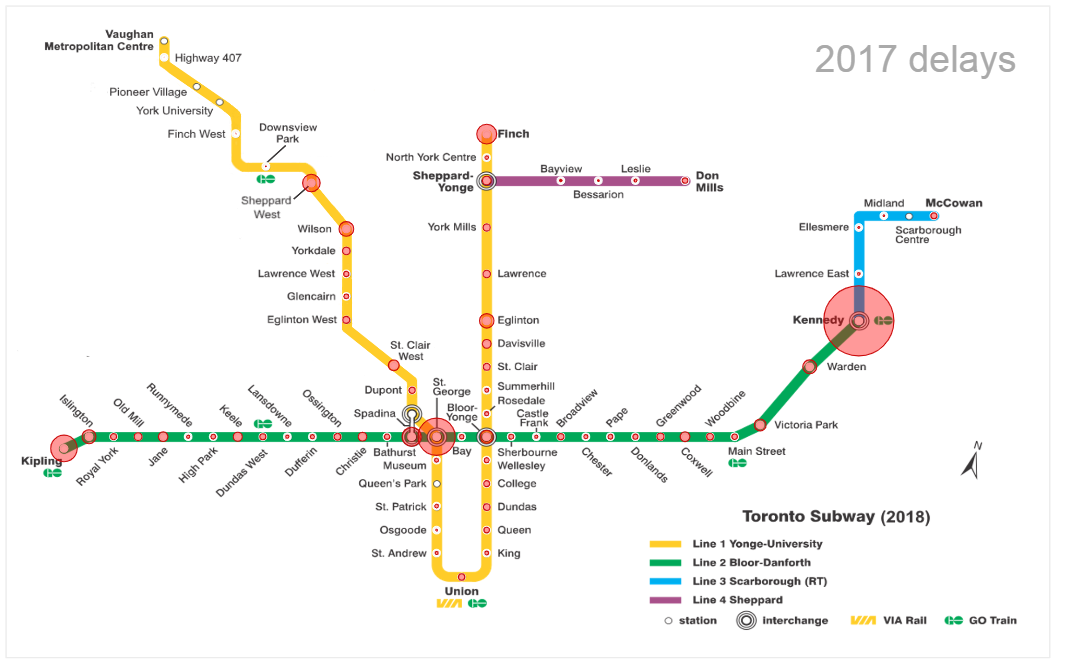 2017 delays
Vaughan
Metropolitan Centre
Highway 407
Pioneer Village
York University
Finch West
Downsview
Park
Sheppard
West
Wilson
Yorkdale
Lawrence West
Glencairn
Eglinton West
St. Clair
West
Dupont
Spadina
St.
George
Finch
North York Centre
Sheppard-
Yonge
Bayview
Bessarion
Leslie
Don
Mills
York Mills
Lawrence
Eglinton
Davisville
St. Clair
Summerhill
Rosedale
Bloor-
Yonge
Midland
McCowan
Ellesmere
Scarborough
Centre
Lawrence East
Kennedy
Warden
Victoria Park
Main Street
Kipling
Islington
Royal York
Old Mill
Jane
Runnymede
High Park
Keele
Dundas West
Lansdowne
Dufferin
Ossington
Christie
Bathurst
Bay
Sherbourne
Castle
Frank
Broadview
Chester
Pape
Donlands
Greenwood
Coxwell
Woodbine
Museum
Queen's Park
St. Patrick
Osgoode
St. Andrew
Union
VIA
Wellesley
College
Dundas
Queen
King
N
Toronto Subway (2018)
Line 1 Yonge-University
Line 2 Bloor-Danforth
Line 3 Scarborough (RT)
Line 4 Sheppard
station
interchange
VIA VIA Rail
GO Train